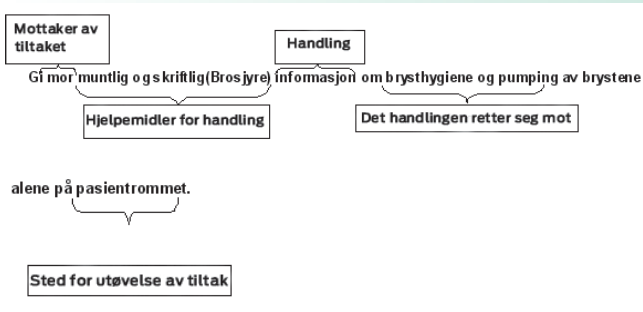 Mottaker av
tiltaket
Handling
Gi mor muntlig og skriftlig(Brosjyre) informasjon om brysthygiene og pumping av brystene
Hjelpemidler for handling
Det handlingen retter seg mot
alene på pasientrommet.
Sted for utøvelse av tiltak